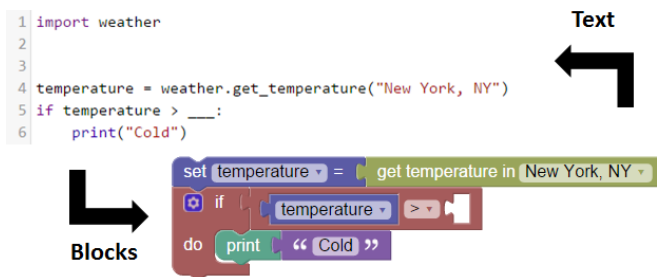 Text
1 import weather
2
3
4 temperature = weather.get_temperature("New York, NY")
5 if temperature > ___:
6     print("Cold")
set temperature ▾ = get temperature in New York, NY ▾
if temperature ▾ > ▾
do print “ Cold ”
Blocks